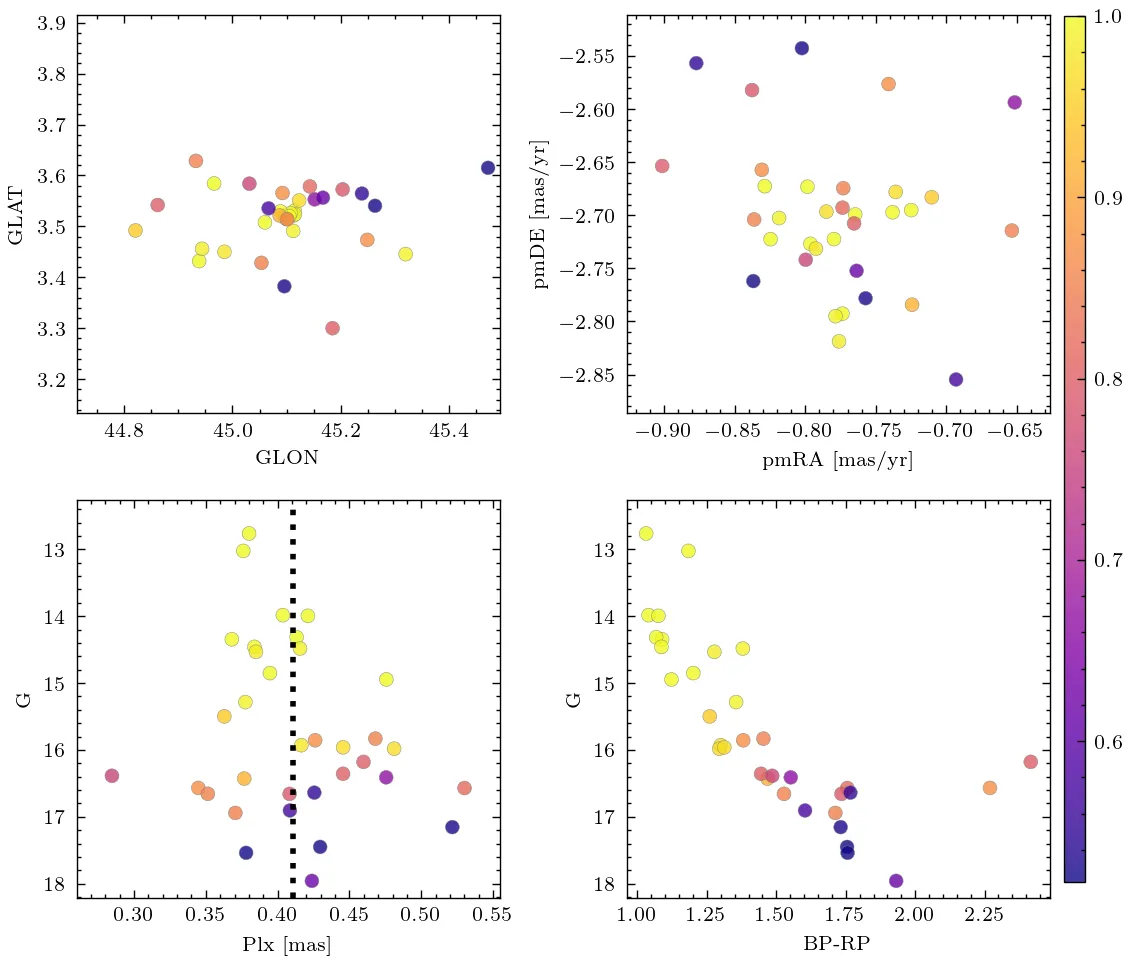 3.9
3.8
3.7
3.6
3.5
3.4
3.3
3.2
GLAT
44.8 45.0 45.2 45.4
GLON
−2.55
−2.60
−2.65
−2.70
−2.75
−2.80
−2.85
pmDE [mas/yr]
−0.90 −0.85 −0.80 −0.75 −0.70 −0.65
pmRA [mas/yr]
1.0
0.9
0.8
0.7
0.6
13
14
15
16
17
18
G
0.30 0.35 0.40 0.45 0.50 0.55
Plx [mas]
13
14
15
16
17
18
G
1.00 1.25 1.50 1.75 2.00 2.25
BP-RP